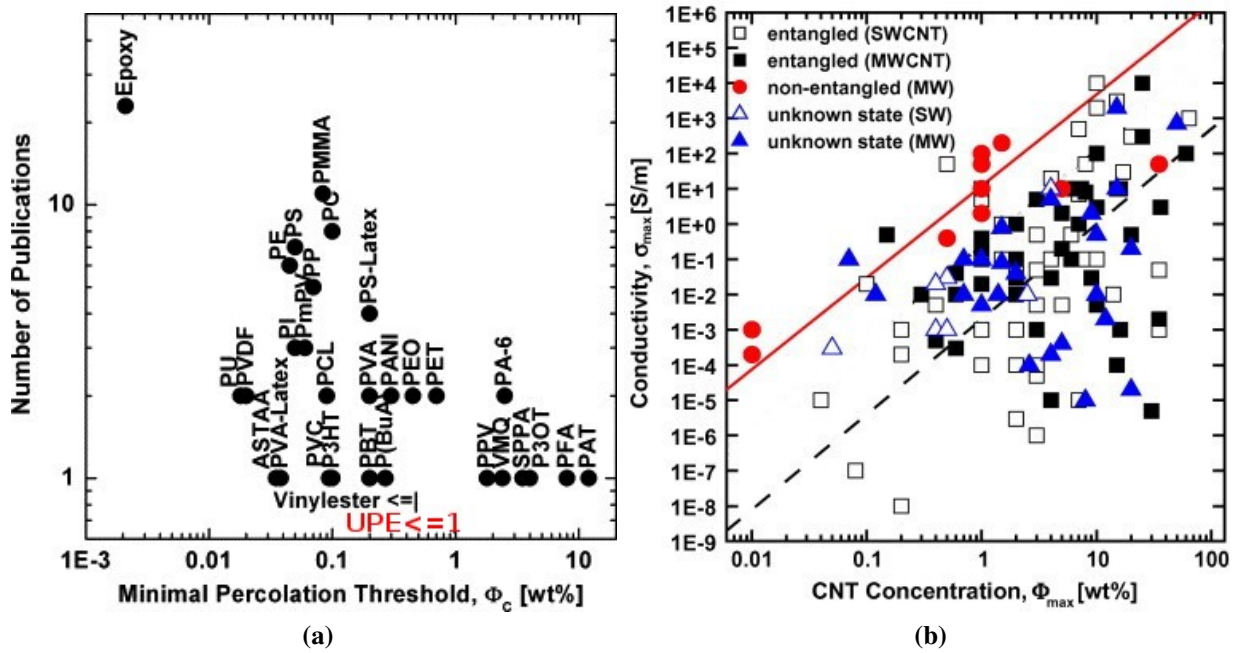 Number of Publications
10
1
Epoxy
PMMA
PC
PS
PE
PP
PmPV
PI
PS-Latex
PU
PVDF
PCL
PVA
PANI
PEO
PET
PA-6
ASTAA
PVA-Latex
PVC
P3HT
PBT
P(BuA)
PPV
VMQ
SPPA
P3OT
PFA
PAT
Vinylester <=|
UPE<=1
1E-3 0.01 0.1 1 10
Minimal Percolation Threshold, Φc [wt%]
(a)
Conductivity, σmax [S/m]
1E+6
1E+5
1E+4
1E+3
1E+2
1E+1
1E+0
1E-1
1E-2
1E-3
1E-4
1E-5
1E-6
1E-7
1E-8
1E-9
entangled (SWCNT)
entangled (MWCNT)
non-entangled (MW)
unknown state (SW)
unknown state (MW)
0.01 0.1 1 10 100
CNT Concentration, Φmax [wt%]
(b)